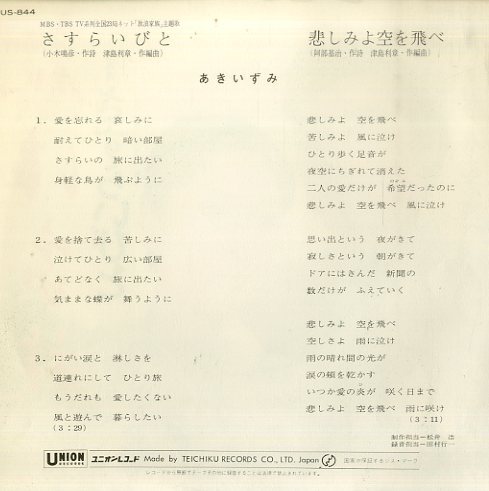 US-844
MBS・TBS TV系列全国23局ネット「放浪家族」主題歌
さすらいびと
(小木曽彦・作詩 津島利章・作編曲)
悲しみよ空を飛べ
(阿部嘉治・作詩 津島利章・作編曲)
あきいずみ
1. 愛を忘れる 哀しみに
耐えてひとり 暗い部屋
さすらいの 旅に出たい
身軽な鳥が 飛ぶように
2. 愛を捨て去る 苦しみに
泣けてひとり 広い部屋
あてどなく 旅に出たい
気ままな蝶が 舞うように
3. にがい涙と 淋しさを
道連れにして ひとり旅
もうだれも 愛したくない
風と遊んで 暮らしたい
(3:29)
悲しみよ 空を飛べ
苦しみよ 風に泣け
ひとり歩く足音が
夜空にちぎれて消えた
二人の愛だけが 希望だったのに
悲しみよ 空を飛べ 風に泣け
思い出という 夜がきて
寂しさという 朝がきて
ドアにはさんだ 新聞の
数だけが ふえていく
悲しみよ 空を飛べ
空しさよ 雨に泣け
雨の晴れ間の光が
涙の頬を乾かす
いつか愛の炎が 咲く日まで
悲しみよ 空を飛べ 雨に咲け
(3:11)
制作担当―松井
録音担当―田村行一
UNION RECORDS ユニオンレコード Made by TEICHIKU RECORDS CO., LTD. Japan